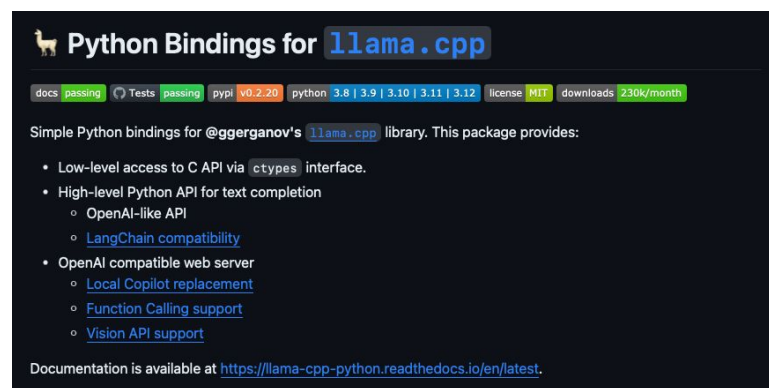 🦙 Python Bindings for llama.cpp
docs passing Tests passing pypi v0.2.20 python 3.8 | 3.9 | 3.10 | 3.11 | 3.12 license MIT downloads 230k/month
Simple Python bindings for @ggerganov's llama.cpp library. This package provides:
• Low-level access to C API via ctypes interface.
• High-level Python API for text completion
◦ OpenAI-like API
◦ LangChain compatibility
• OpenAI compatible web server
◦ Local Copilot replacement
◦ Function Calling support
◦ Vision API support
Documentation is available at https://llama-cpp-python.readthedocs.io/en/latest.